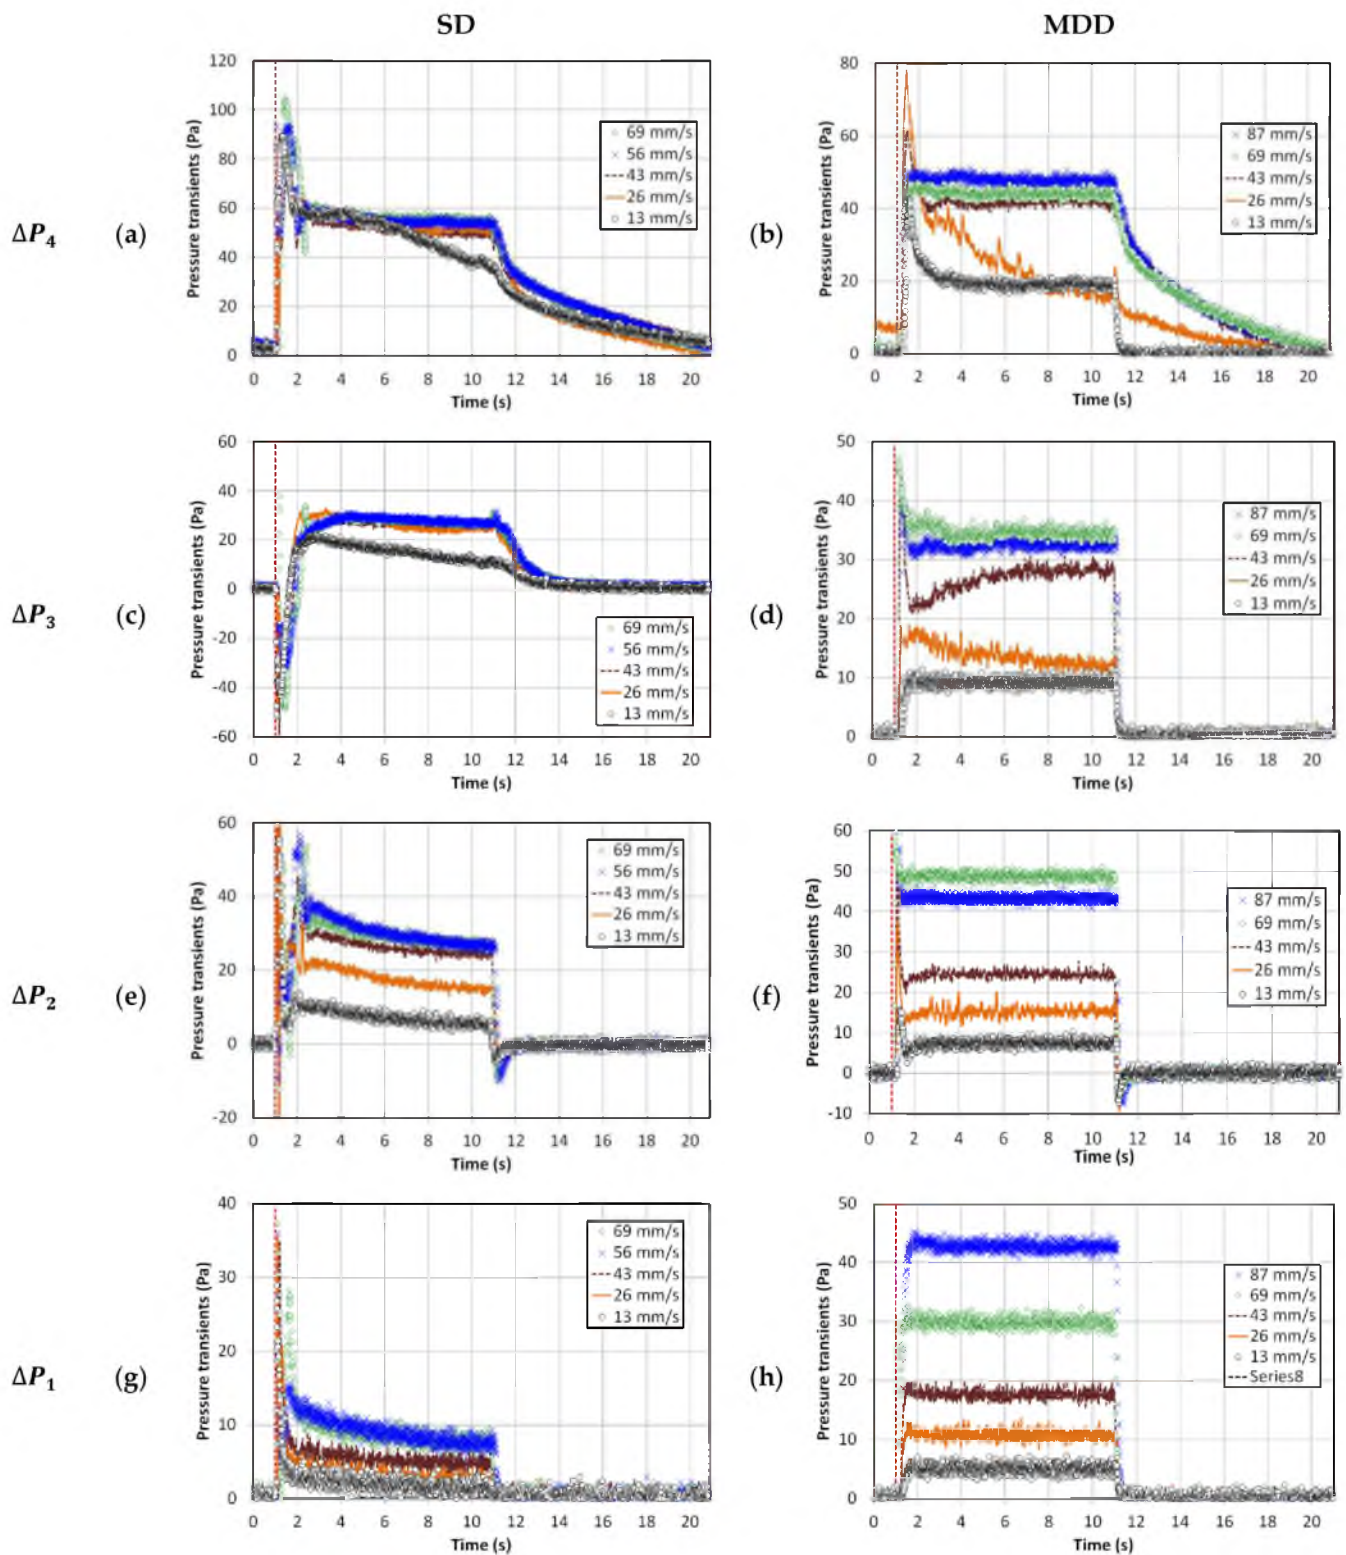 SD
MDD
ΔP4
(a)
Pressure transients (Pa)
120
100
80
60
40
20
0
0 2 4 6 8 10 12 14 16 18 20
Time (s)
69 mm/s
56 mm/s
43 mm/s
26 mm/s
13 mm/s
(b)
Pressure transients (Pa)
80
60
40
20
0
0 2 4 6 8 10 12 14 16 18 20
Time (s)
87 mm/s
69 mm/s
43 mm/s
26 mm/s
13 mm/s
ΔP3
(c)
Pressure transients (Pa)
60
40
20
0
-20
-40
-60
0 2 4 6 8 10 12 14 16 18 20
Time (s)
69 mm/s
56 mm/s
43 mm/s
26 mm/s
13 mm/s
(d)
Pressure transients (Pa)
50
40
30
20
10
0
0 2 4 6 8 10 12 14 16 18 20
Time (s)
87 mm/s
69 mm/s
43 mm/s
26 mm/s
13 mm/s
ΔP2
(e)
Pressure transients (Pa)
60
40
20
0
-20
0 2 4 6 8 10 12 14 16 18 20
Time (s)
69 mm/s
56 mm/s
43 mm/s
26 mm/s
13 mm/s
(f)
Pressure transients (Pa)
60
50
40
30
20
10
0
-10
0 2 4 6 8 10 12 14 16 18 20
Time (s)
87 mm/s
69 mm/s
43 mm/s
26 mm/s
13 mm/s
ΔP1
(g)
Pressure transients (Pa)
40
30
20
10
0
0 2 4 6 8 10 12 14 16 18 20
Time (s)
69 mm/s
56 mm/s
43 mm/s
26 mm/s
13 mm/s
(h)
Pressure transients (Pa)
50
40
30
20
10
0
0 2 4 6 8 10 12 14 16 18 20
Time (s)
87 mm/s
69 mm/s
43 mm/s
26 mm/s
13 mm/s
Series8